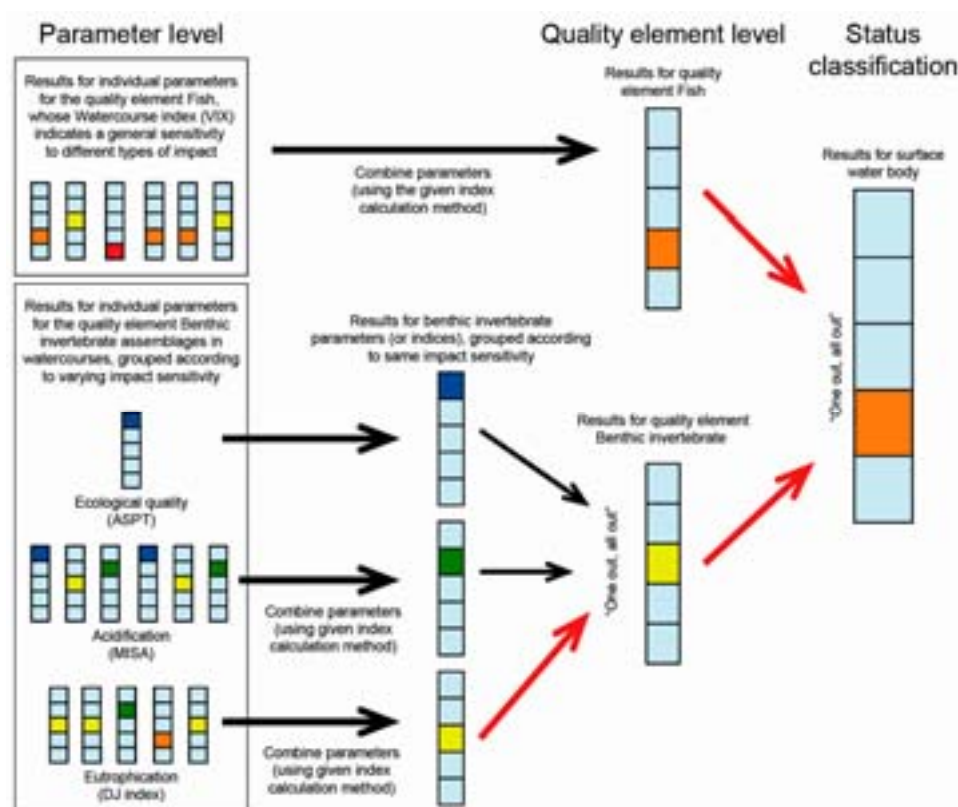 Parameter level
Quality element level
Status
classification
Results for individual parameters
for the quality element Fish,
whose Watercourse index (VIX)
indicates a general sensitivity
to different types of impact
Combine parameters
(using the given index
calculation method)
Results for quality
element Fish
Results for surface
water body
"One out, all out"
Results for individual parameters
for the quality element Benthic
invertebrate assemblages in
watercourses, grouped according
to varying impact sensitivity
Results for benthic invertebrate
parameters (or indices), grouped according
to same impact sensitivity
Results for quality element
Benthic invertebrate
"One out, all out"
Ecological quality
(ASPT)
Acidification
(MISA)
Combine parameters
(using given index
calculation method)
Eutrophication
(DJ index)
Combine parameters
(using given index
calculation method)